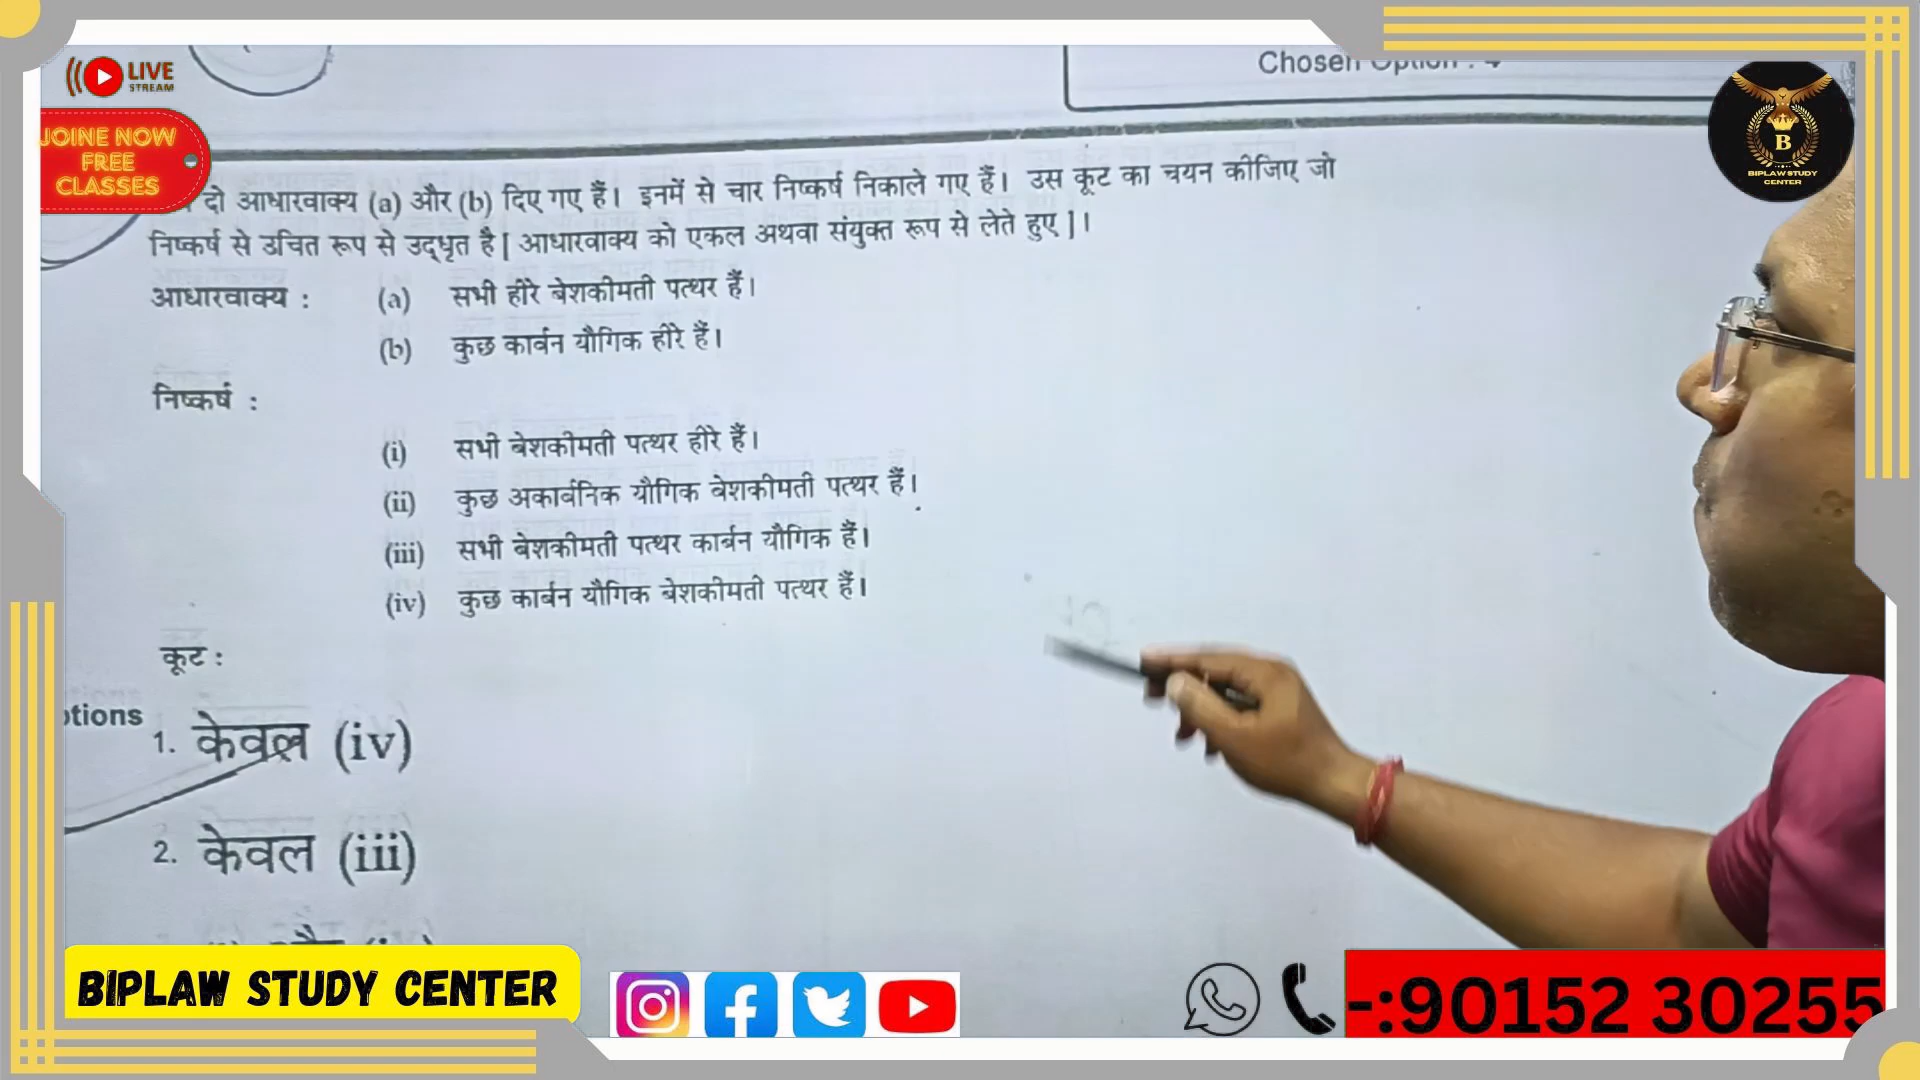 LIVE
STREAM
JOINE NOW
FREE
CLASSES
Chosen Option :
B
BIPLAW STUDY
CENTER
दो आधारवाक्य (a) और (b) दिए गए हैं। इनमें से चार निष्कर्ष निकाले गए हैं। उस कूट का चयन कीजिए जो
निष्कर्ष से उचित रूप से उद्धृत है [ आधारवाक्य को एकल अथवा संयुक्त रूप से लेते हुए ]।
आधारवाक्य : (a) सभी हीरे बेशकीमती पत्थर हैं।
(b) कुछ कार्बन यौगिक हीरे हैं।
निष्कर्ष :
(i) सभी बेशकीमती पत्थर हीरे हैं।
(ii) कुछ अकार्बनिक यौगिक बेशकीमती पत्थर हैं।
(iii) सभी बेशकीमती पत्थर कार्बन यौगिक हैं।
(iv) कुछ कार्बन यौगिक बेशकीमती पत्थर हैं।
कूट :
tions
1. केवल (iv)
2. केवल (iii)
BIPLAW STUDY CENTER
-:90152 30255